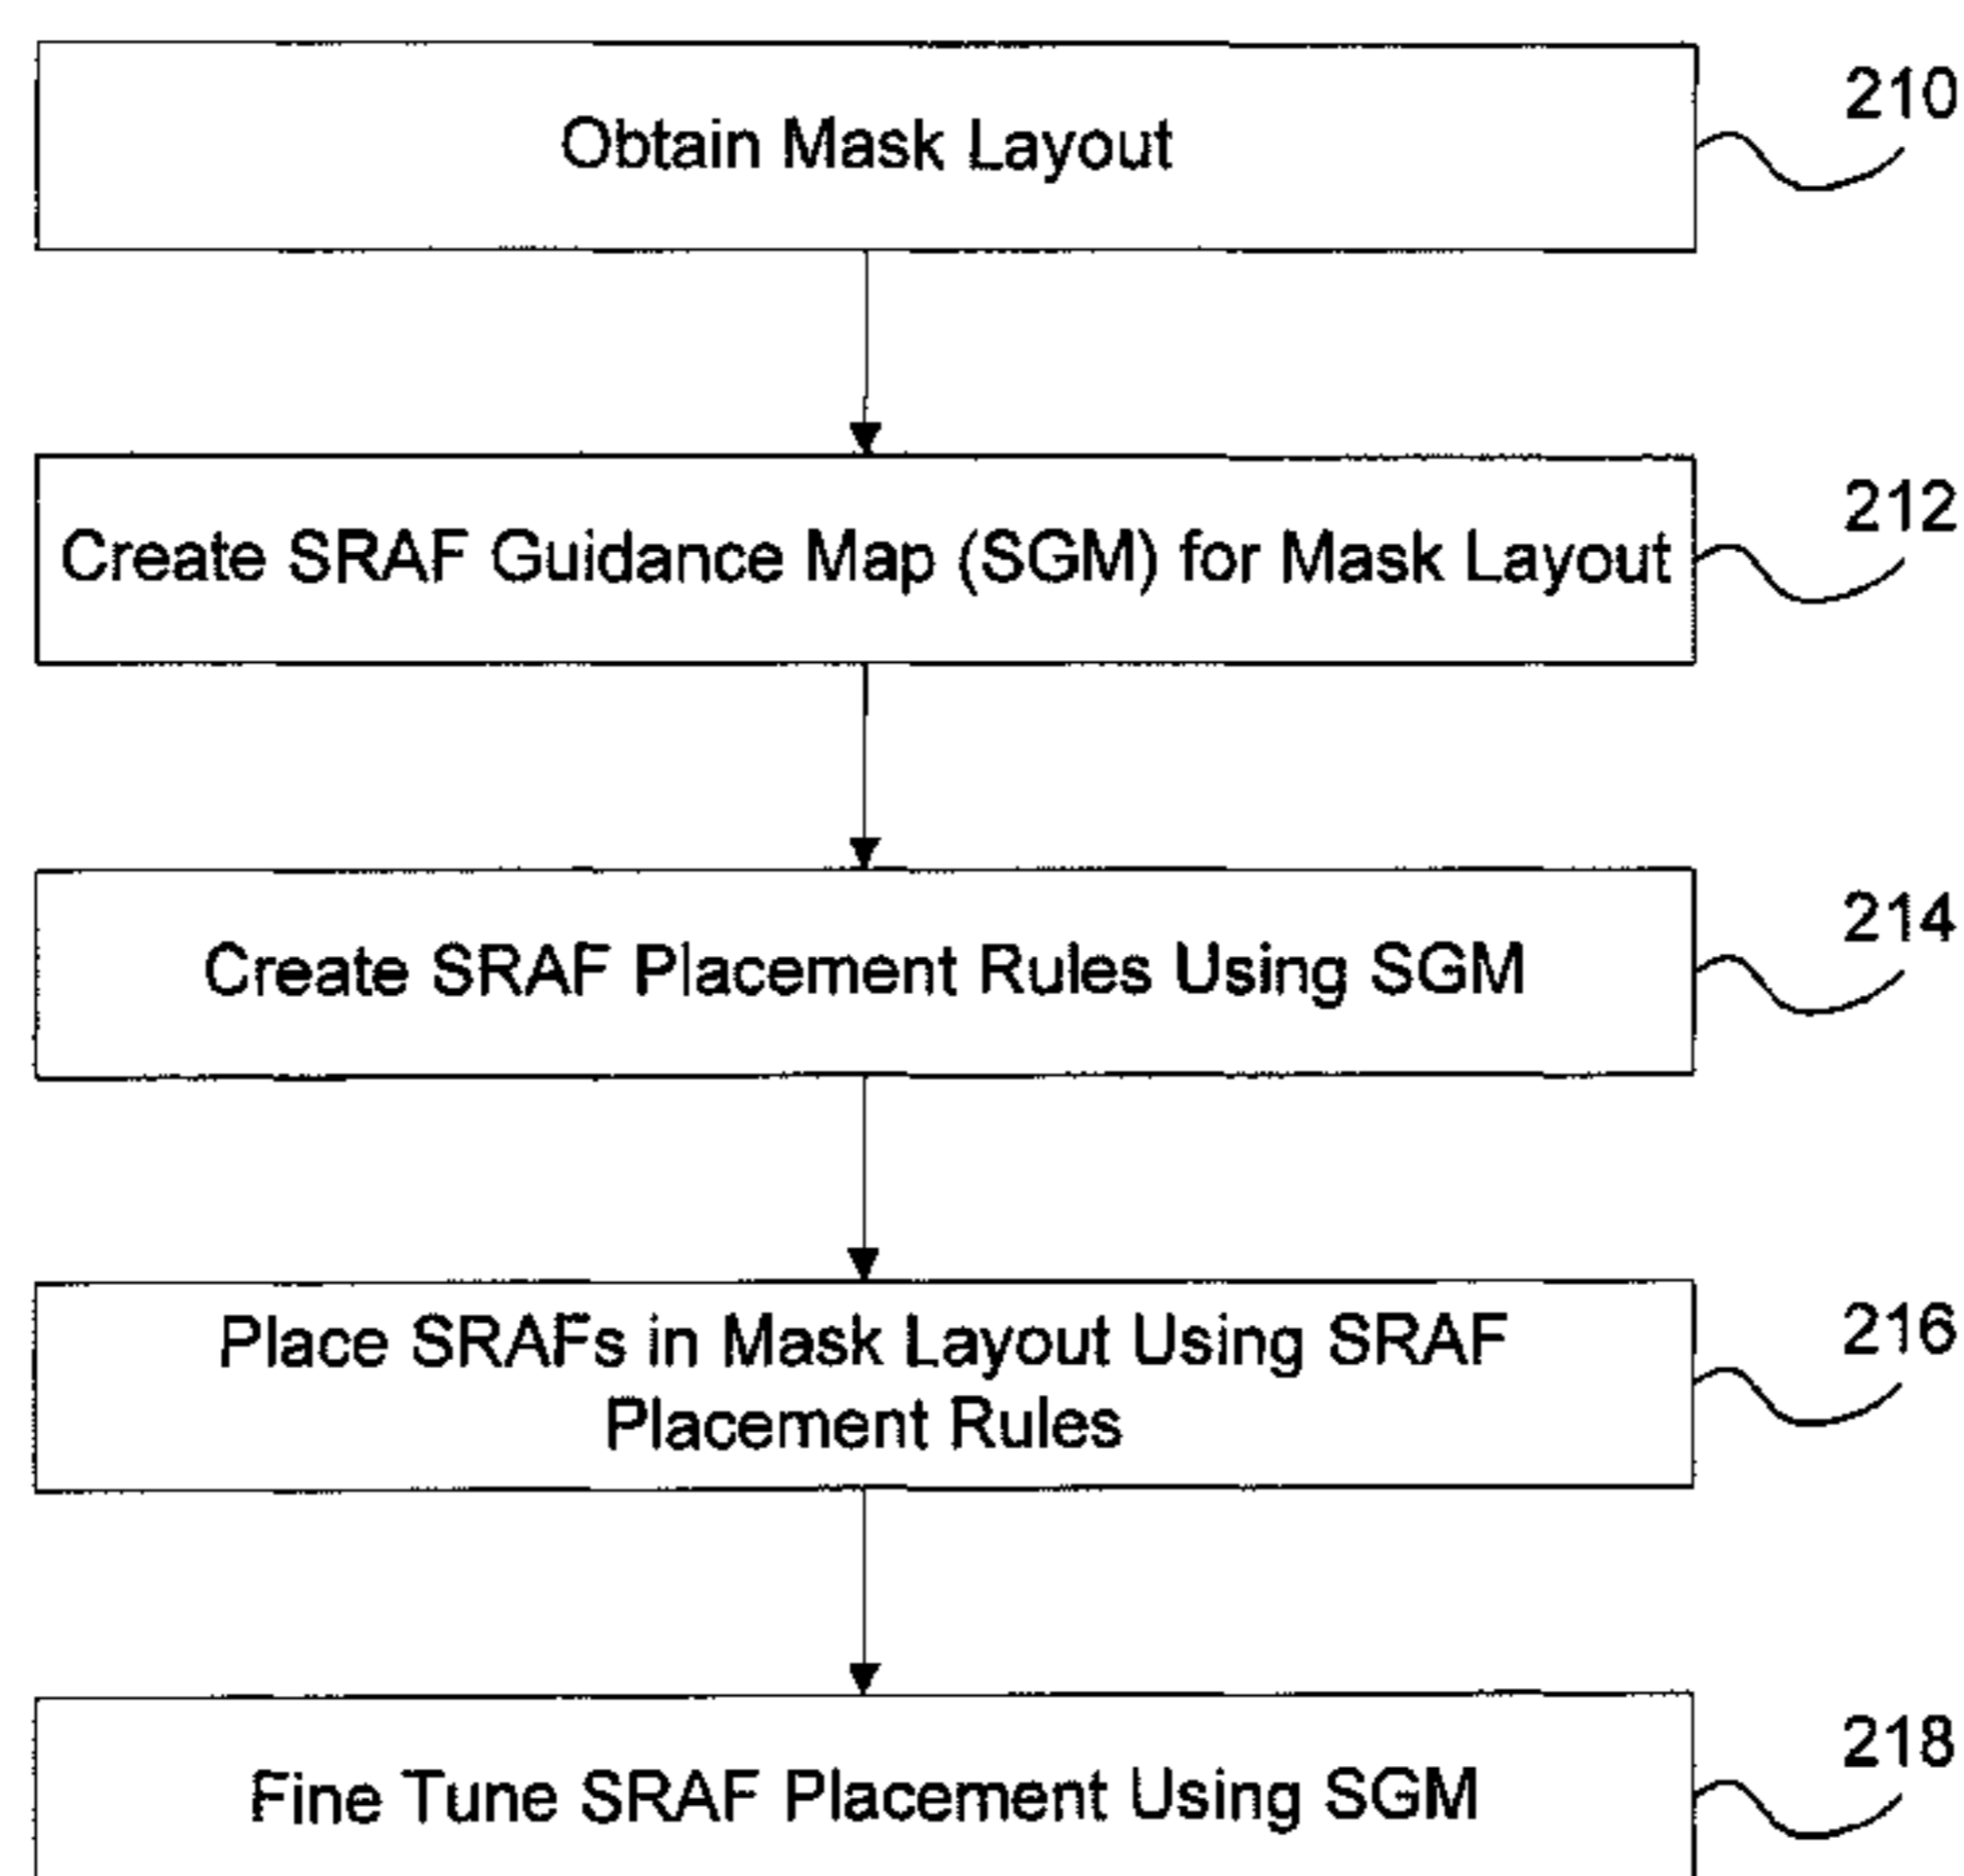 Obtain Mask Layout
210
Create SRAF Guidance Map (SGM) for Mask Layout
212
Create SRAF Placement Rules Using SGM
214
Place SRAFs in Mask Layout Using SRAF
Placement Rules
216
Fine Tune SRAF Placement Using SGM
218